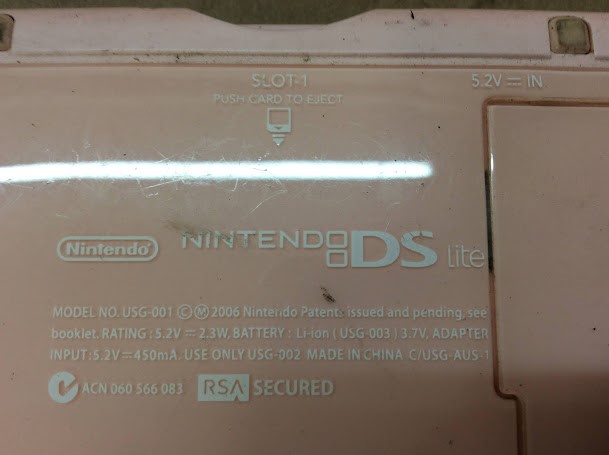 SLOT-1
5.2V ⎓ IN
PUSH CARD TO EJECT
Nintendo
NINTENDO DS lite
MODEL NO. USG-001 Ⓒ Ⓜ 2006 Nintendo Patents issued and pending, see
booklet. RATING : 5.2V ⎓ 2.3W, BATTERY : Li-ion ( USG-003 ) 3.7V, ADAPTER
INPUT : 5.2V ⎓ 450mA. USE ONLY USG-002 MADE IN CHINA C/USG-AUS-1
ACN 060 566 083
RSA SECURED